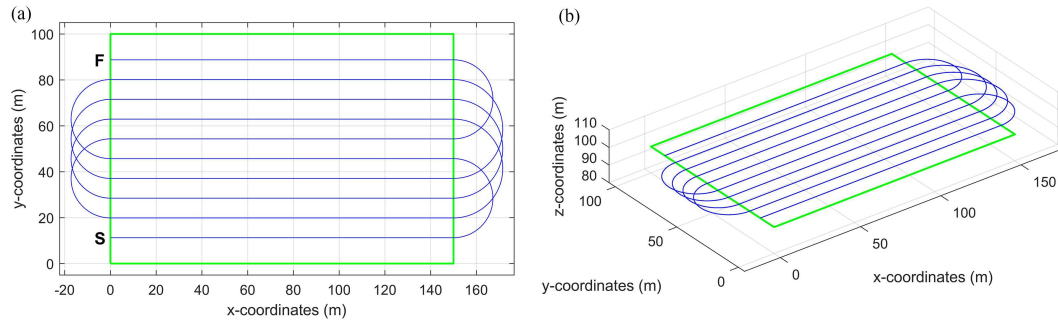 (a)
100
F
80
60
40
20
S
0
-20 0 20 40 60 80 100 120 140 160
x-coordinates (m)
y-coordinates (m)
(b)
110
100
90
80
z-coordinates (m)
100
50
0
y-coordinates (m)
0
50
100
150
x-coordinates (m)